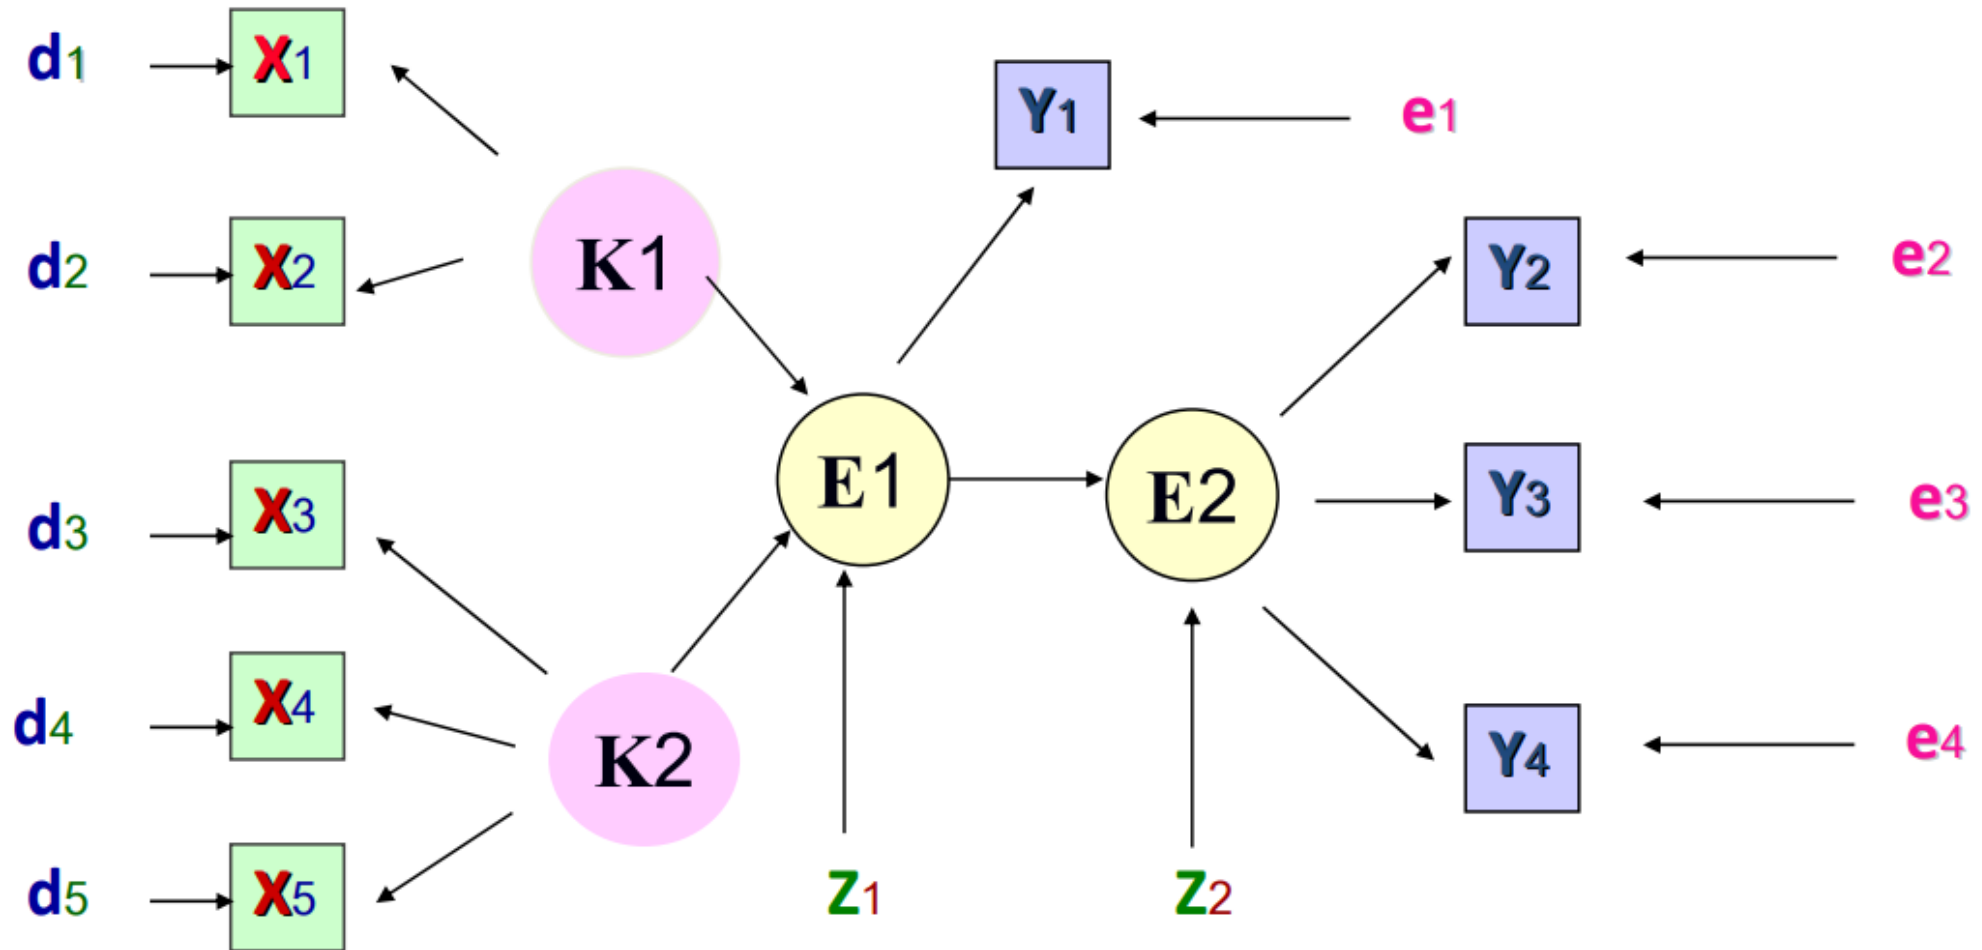 d1 X1
Y1 e1
d2 X2 K1 Y2 e2
d3 X3 E1 E2 Y3 e3
d4 X4 K2 Y4 e4
d5 X5 Z1 Z2